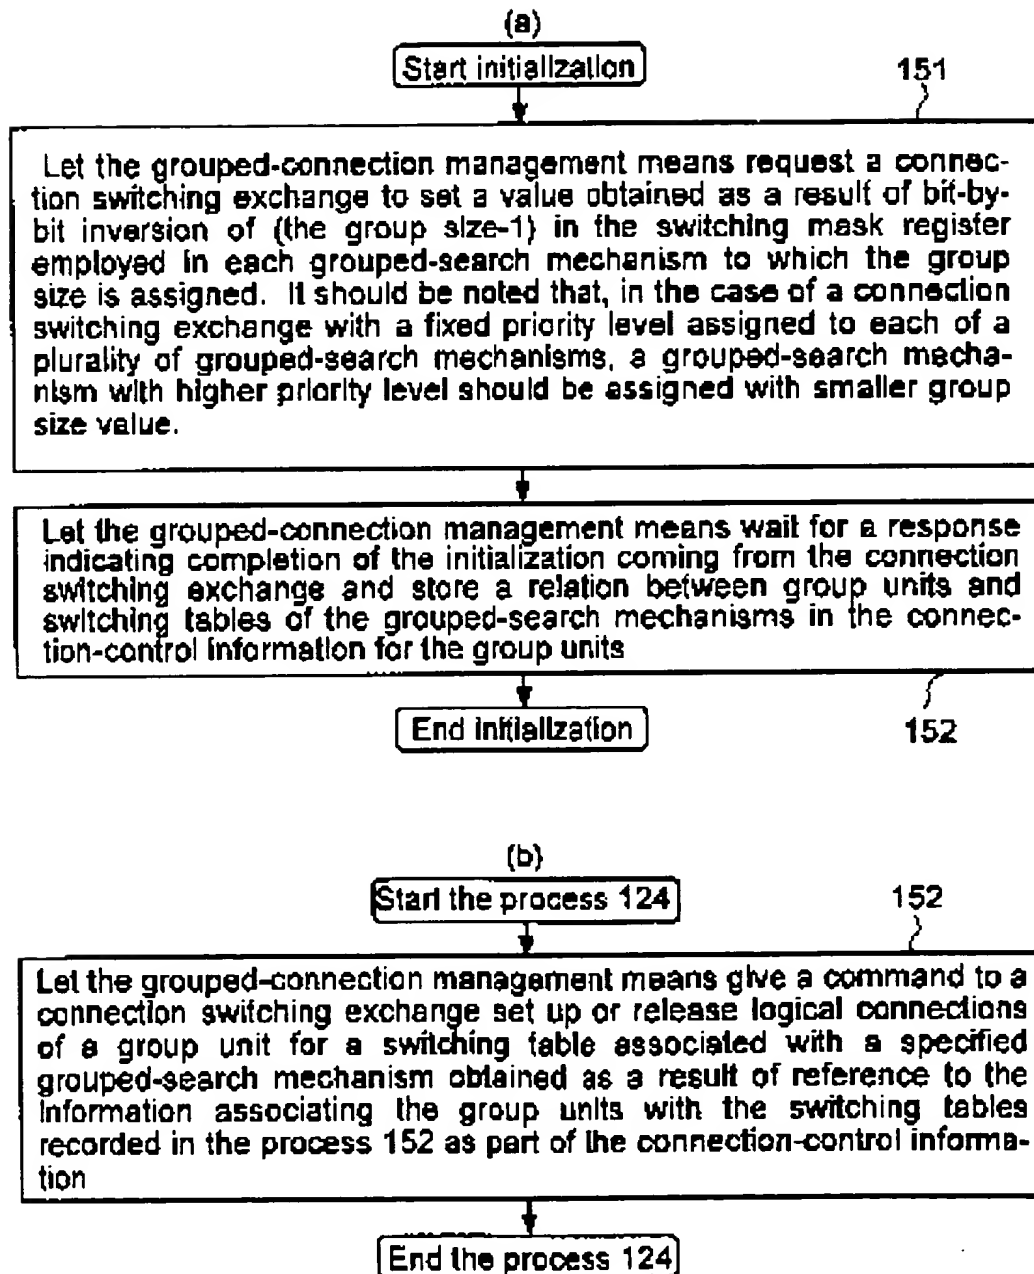 (a)
Start initialization
151
Let the grouped-connection management means request a connec-
tion switching exchange to set a value obtained as a result of bit-by-
bit inversion of (the group size-1) in the switching mask register
employed in each grouped-search mechanism to which the group
size is assigned. It should be noted that, in the case of a connection
switching exchange with a fixed priority level assigned to each of a
plurality of grouped-search mechanisms, a grouped-search mecha-
nism with higher priority level should be assigned with smaller group
size value.
Let the grouped-connection management means wait for a response
indicating completion of the initialization coming from the connection
switching exchange and store a relation between group units and
switching tables of the grouped-search mechanisms in the connec-
tion-control information for the group units
End initialization
152
(b)
Start the process 124
152
Let the grouped-connection management means give a command to a
connection switching exchange set up or release logical connections
of a group unit for a switching table associated with a specified
grouped-search mechanism obtained as a result of reference to the
information associating the group units with the switching tables
recorded in the process 152 as part of the connection-control informa-
tion
End the process 124